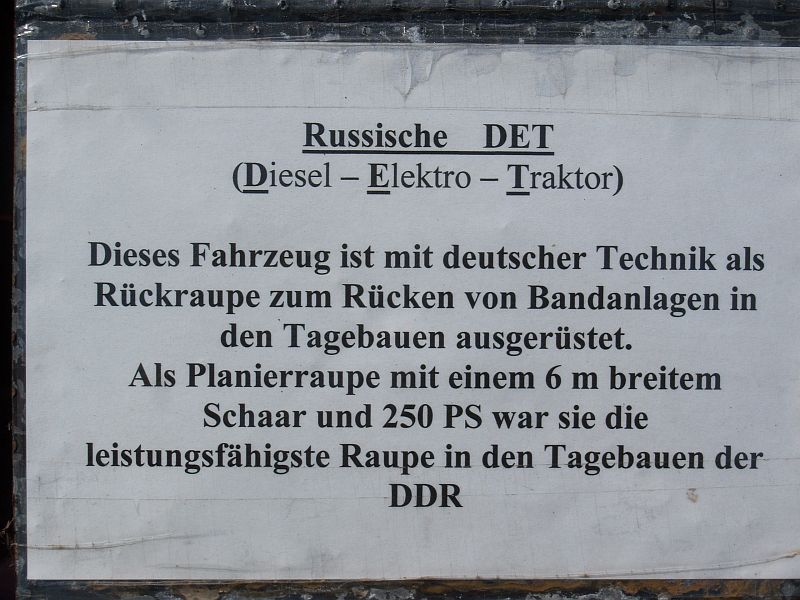 Russische DET
(Diesel – Elektro – Traktor)
Dieses Fahrzeug ist mit deutscher Technik als
Rückraupe zum Rücken von Bandanlagen in
den Tagebauen ausgerüstet.
Als Planierraupe mit einem 6 m breitem
Schaar und 250 PS war sie die
leistungsfähigste Raupe in den Tagebauen der
DDR